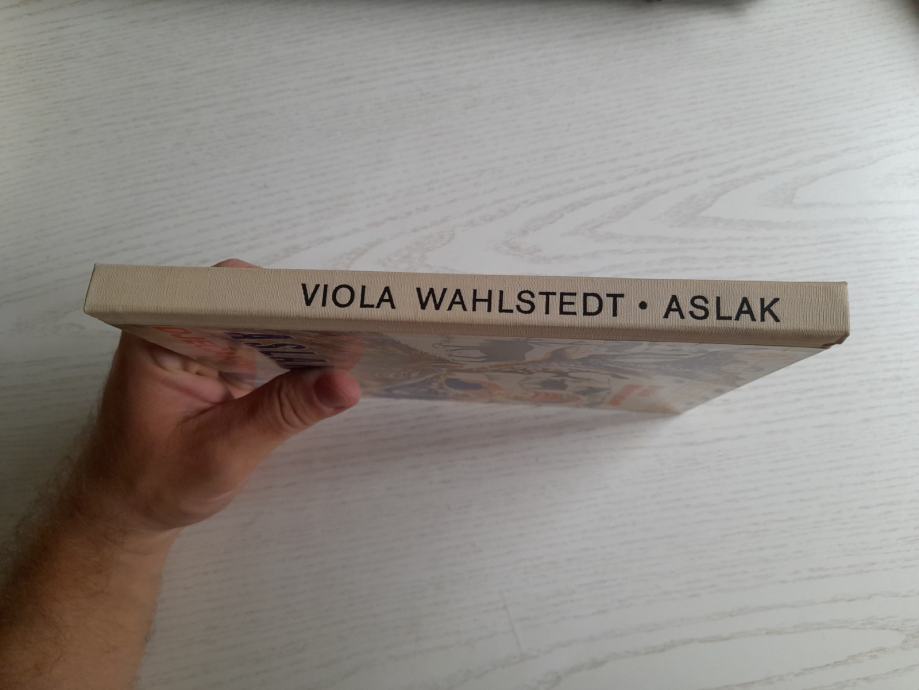 VIOLA WAHLSTEDT • ASLAK